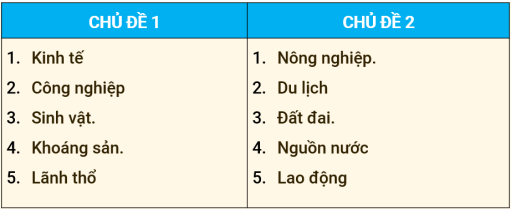 CHỦ ĐỀ 1
CHỦ ĐỀ 2
1. Kinh tế
2. Công nghiệp
3. Sinh vật.
4. Khoáng sản.
5. Lãnh thổ
1. Nông nghiệp.
2. Du lịch
3. Đất đai.
4. Nguồn nước
5. Lao động